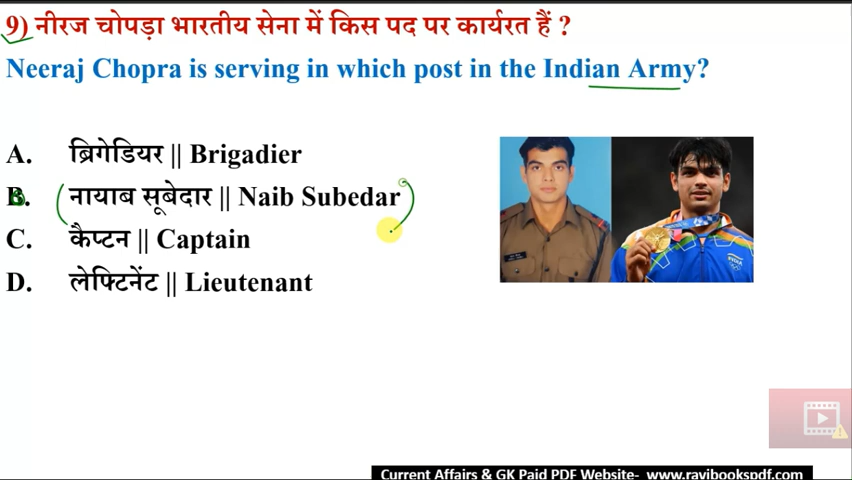 9) नीरज चोपड़ा भारतीय सेना में किस पद पर कार्यरत हैं ?
Neeraj Chopra is serving in which post in the Indian Army?
A. ब्रिगेडियर || Brigadier
B. नायाब सूबेदार || Naib Subedar
C. कैप्टन || Captain
D. लेफ्टिनेंट || Lieutenant
INDIA
Current Affairs & GK Paid PDF Website- www.ravibookspdf.com